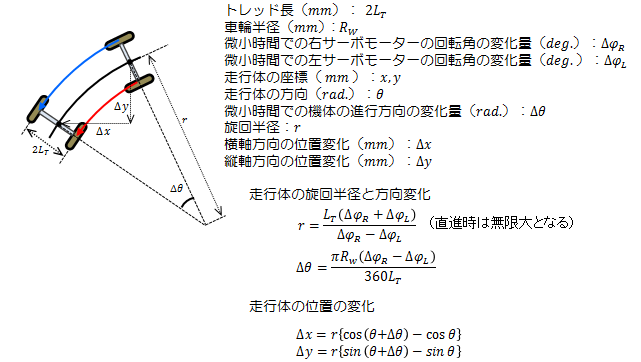 トレッド長（mm）： 2L_T
車輪半径（mm）：R_W
微小時間での右サーボモーターの回転角の変化量（deg.）：Δφ_R
微小時間での左サーボモーターの回転角の変化量（deg.）：Δφ_L
走行体の座標（ mm ）：x,y
走行体の方向（rad.）：θ
微小時間での機体の進行方向の変化量（rad.）：Δθ
旋回半径：r
横軸方向の位置変化（mm）：Δx
縦軸方向の位置変化（mm）：Δy
Δy
r
Δx
2L_T
Δθ
走行体の旋回半径と方向変化
r = L_T(Δφ_R + Δφ_L) / (Δφ_R − Δφ_L) （直進時は無限大となる）
Δθ = πR_w(Δφ_R − Δφ_L) / 360L_T
走行体の位置の変化
Δx = r{cos(θ+Δθ) − cos θ}
Δy = r{sin(θ+Δθ) − sin θ}